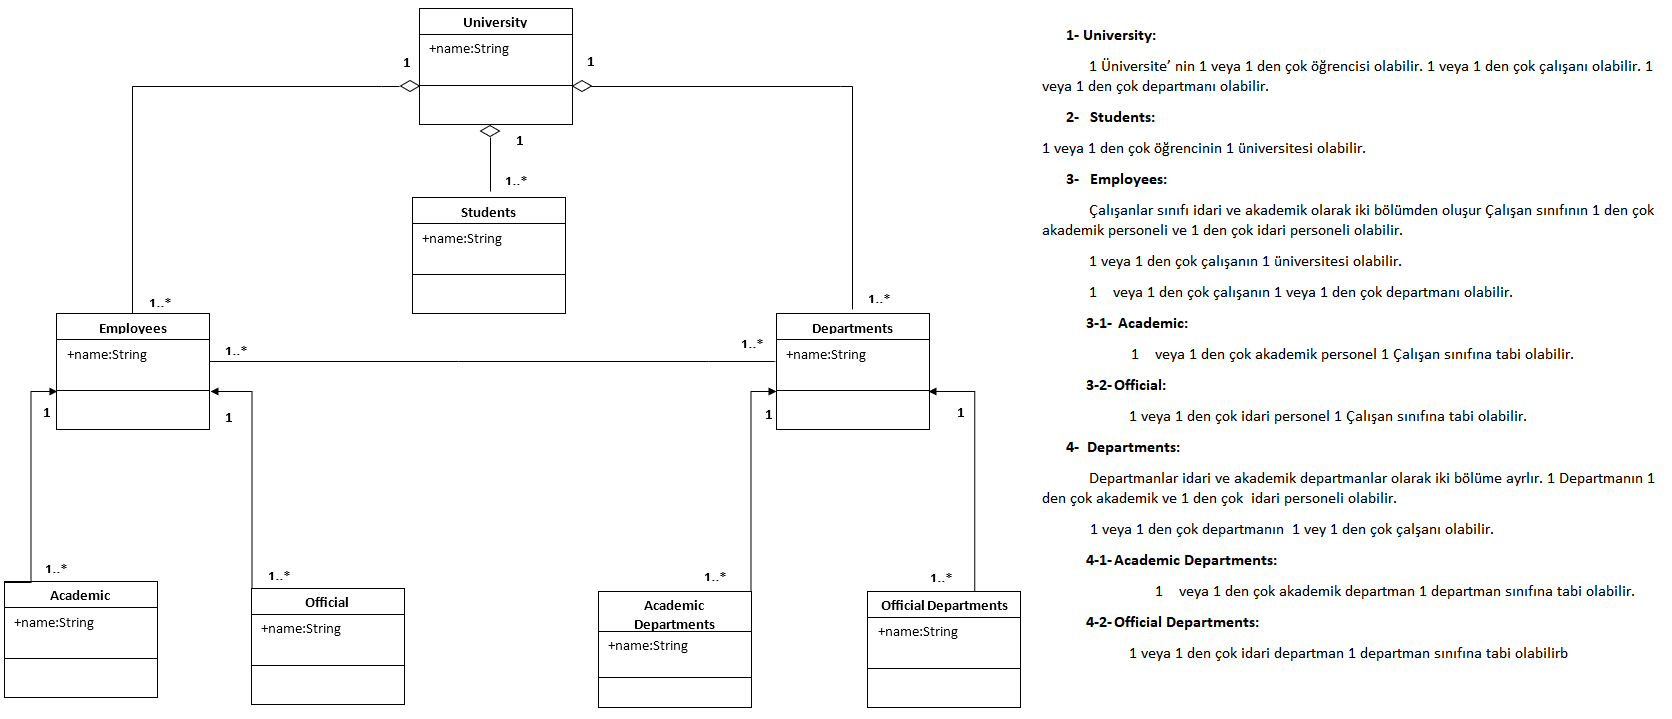 University
+name:String
1
1
1
1..*
Students
+name:String
1..*
1..*
Employees
+name:String
1..*
1..*
Departments
+name:String
1
1
1
1
1..*
1..*
1..*
1..*
Academic
+name:String
Official
+name:String
Academic
Departments
+name:String
Official Departments
+name:String
1- University:
1 Üniversite’ nin 1 veya 1 den çok öğrencisi olabilir. 1 veya 1 den çok çalışanı olabilir. 1
veya 1 den çok departmanı olabilir.
2- Students:
1 veya 1 den çok öğrencinin 1 üniversitesi olabilir.
3- Employees:
Çalışanlar sınıfı idari ve akademik olarak iki bölümden oluşur Çalışan sınıfının 1 den çok
akademik personeli ve 1 den çok idari personeli olabilir.
1 veya 1 den çok çalışanın 1 üniversitesi olabilir.
1 veya 1 den çok çalışanın 1 veya 1 den çok departmanı olabilir.
3-1- Academic:
1 veya 1 den çok akademik personel 1 Çalışan sınıfına tabi olabilir.
3-2- Official:
1 veya 1 den çok idari personel 1 Çalışan sınıfına tabi olabilir.
4- Departments:
Departmanlar idari ve akademik departmanlar olarak iki bölüme ayrlır. 1 Departmanın 1
den çok akademik ve 1 den çok idari personeli olabilir.
1 veya 1 den çok departmanın 1 vey 1 den çok çalşanı olabilir.
4-1- Academic Departments:
1 veya 1 den çok akademik departman 1 departman sınıfına tabi olabilir.
4-2- Official Departments:
1 veya 1 den çok idari departman 1 departman sınıfına tabi olabilirb